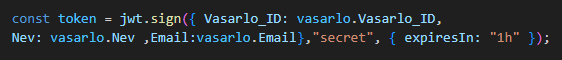 const token = jwt.sign({ Vasarlo_ID: vasarlo.Vasarlo_ID,
Nev: vasarlo.Nev ,Email:vasarlo.Email},"secret", { expiresIn: "1h" });